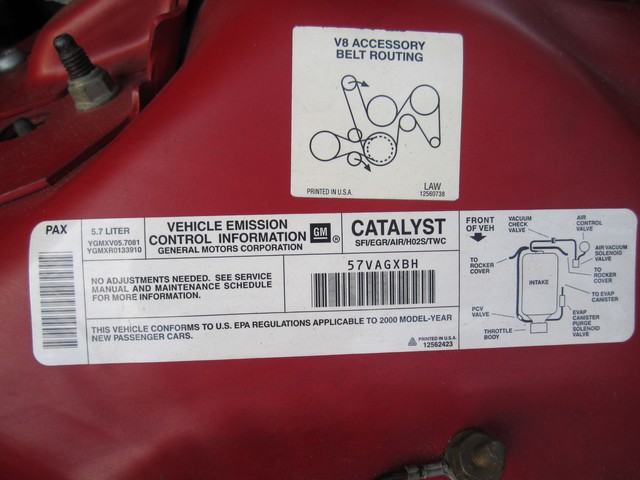 V8 ACCESSORY
BELT ROUTING
PRINTED IN U.S.A.
LAW
12560738
PAX
5.7 LITER
YGMXV05.7081
YGMXR0133910
VEHICLE EMISSION
CONTROL INFORMATION
GENERAL MOTORS CORPORATION
GM
®
CATALYST
SFI/EGR/AIR/HO2S/TWC
NO ADJUSTMENTS NEEDED. SEE SERVICE
MANUAL AND MAINTENANCE SCHEDULE
FOR MORE INFORMATION.
57VAGXBH
THIS VEHICLE CONFORMS TO U.S. EPA REGULATIONS APPLICABLE TO 2000 MODEL-YEAR
NEW PASSENGER CARS.
PRINTED IN U.S.A.
12562423
FRONT
OF VEH
VACUUM
CHECK
VALVE
AIR
CONTROL
VALVE
AIR VACUUM
SOLENOID
VALVE
TO
ROCKER
COVER
TO
ROCKER
COVER
INTAKE
TO EVAP
CANISTER
PCV
VALVE
EVAP
CANISTER
PURGE
SOLENOID
VALVE
THROTTLE
BODY